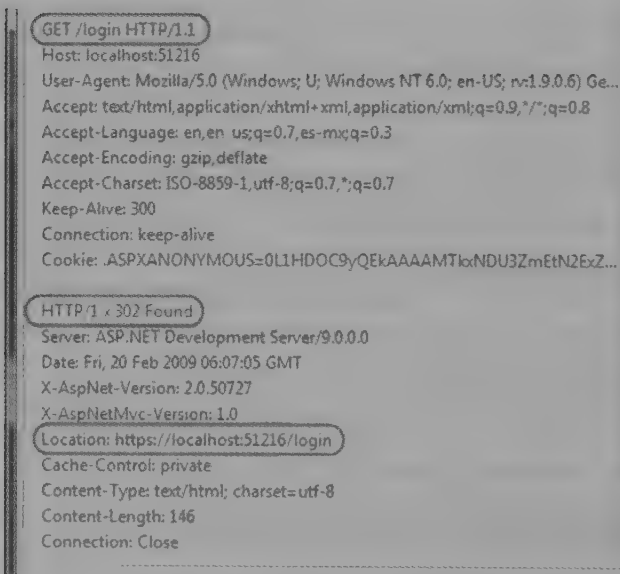 GET /login HTTP/1.1
Host: localhost:51216
User-Agent: Mozilla/5.0 (Windows; U; Windows NT 6.0; en-US; rv:1.9.0.6) Ge...
Accept: text/html,application/xhtml+xml,application/xml;q=0.9,*/*;q=0.8
Accept-Language: en,en us;q=0.7,es-mx;q=0.3
Accept-Encoding: gzip,deflate
Accept-Charset: ISO-8859-1,utf-8;q=0.7,*;q=0.7
Keep-Alive: 300
Connection: keep-alive
Cookie: .ASPXANONYMOUS=0L1HDOC9yQEkAAAAMTkxNDU3ZmEtN2ExZ...
HTTP/1 x 302 Found
Server: ASP.NET Development Server/9.0.0.0
Date: Fri, 20 Feb 2009 06:07:05 GMT
X-AspNet-Version: 2.0.50727
X-AspNetMvc-Version: 1.0
Location: https://localhost:51216/login
Cache-Control: private
Content-Type: text/html; charset=utf-8
Content-Length: 146
Connection: Close